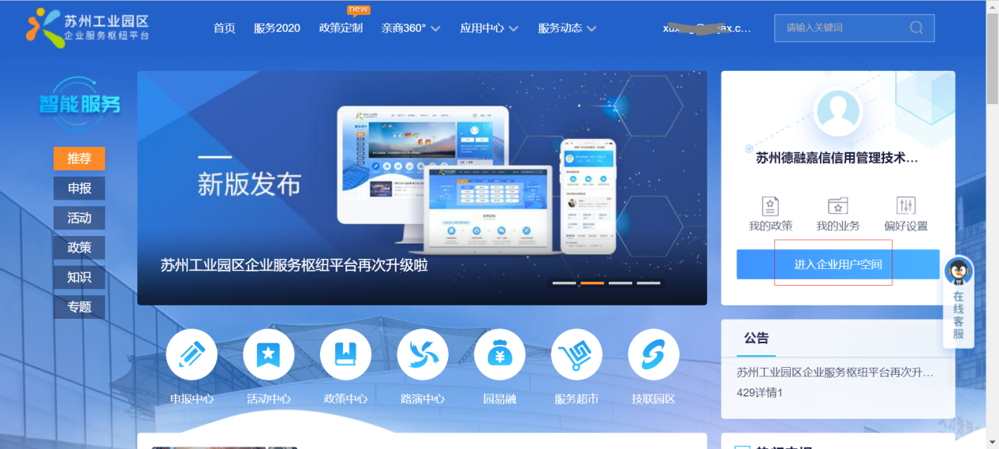 苏州工业园区
企业服务枢纽平台
首页 服务2020 政策定制 new 亲商360° 应用中心 服务动态
请输入关键词
智能服务
推荐
申报
活动
政策
知识
专题
新版发布
苏州工业园区企业服务枢纽平台再次升级啦
苏州德融嘉信信用管理技术...
我的政策 我的业务 偏好设置
进入企业用户空间
在线客服
申报中心 活动中心 政策中心 路演中心 园易融 服务超市 技联园区
公告
苏州工业园区企业服务枢纽平台再次升...
429详情1